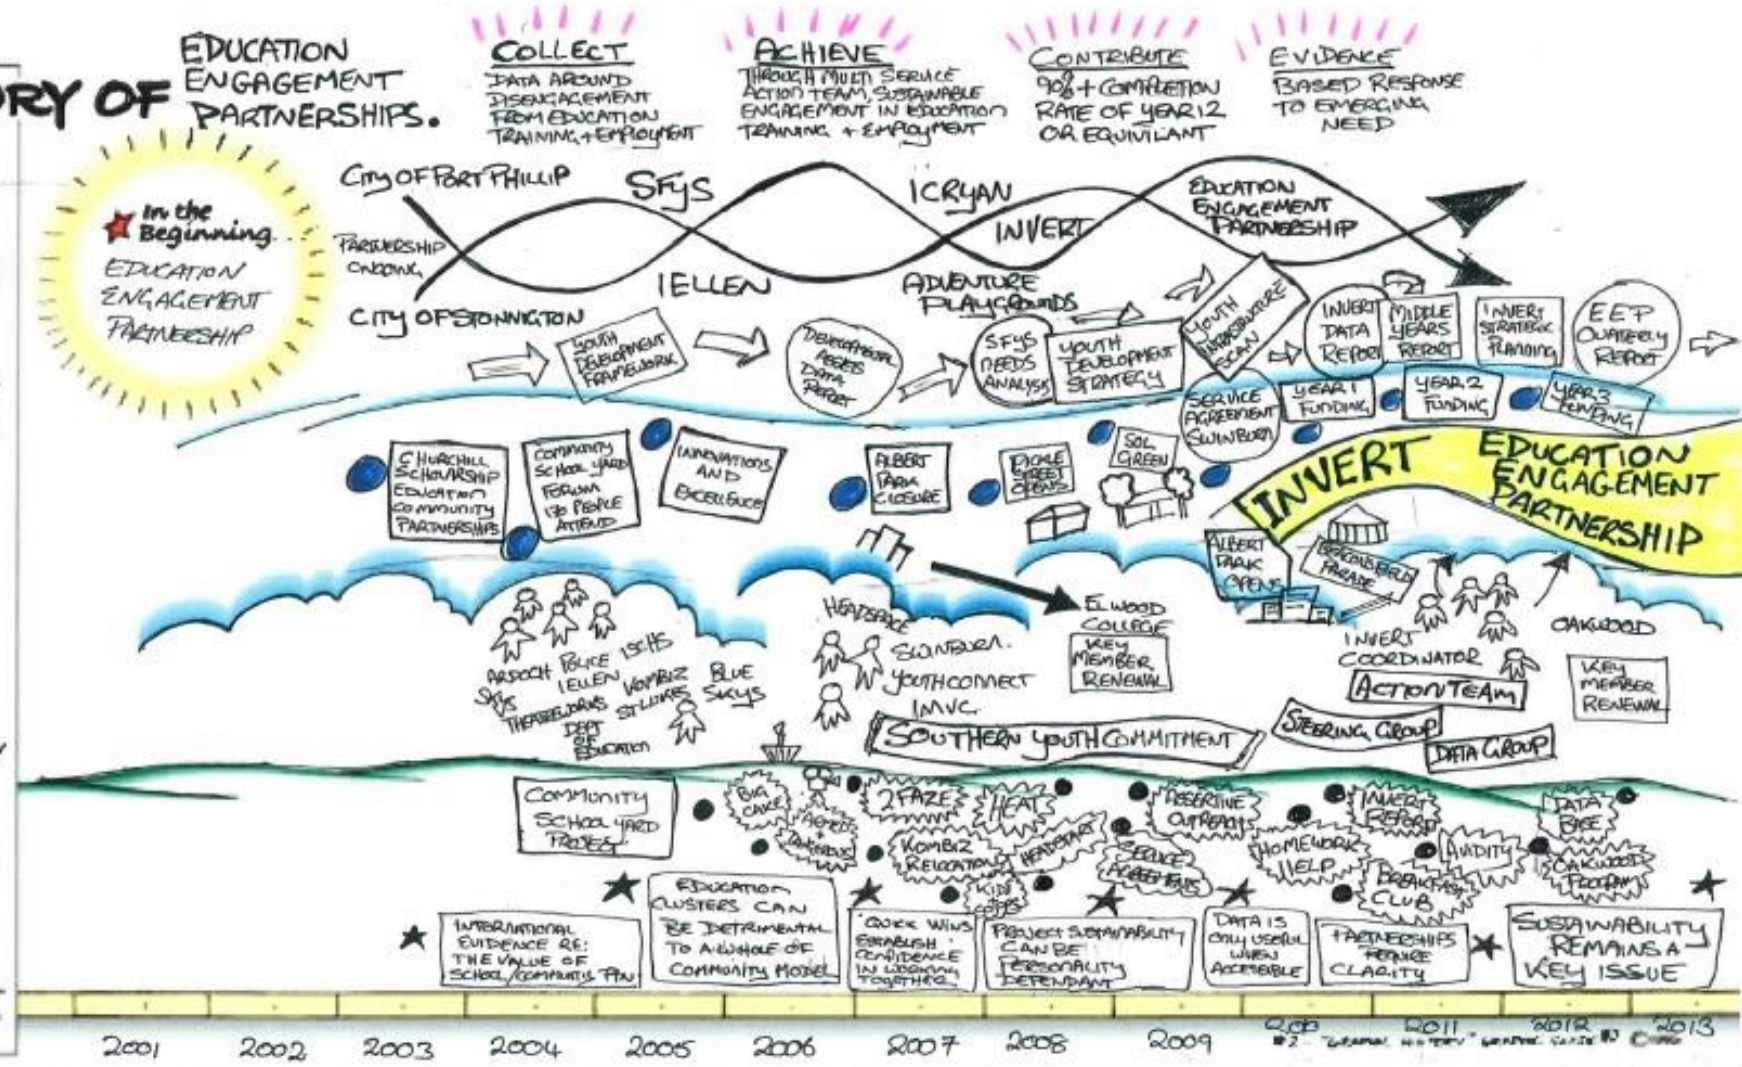 RY OF
EDUCATION
ENGAGEMENT
PARTNERSHIPS.
COLLECT
DATA AROUND
DISENGAGEMENT
FROM EDUCATION
TRAINING + EMPLOYMENT
ACHIEVE
THROUGH MULTI SERVICE
ACTION TEAM, SUSTAINABLE
ENGAGEMENT IN EDUCATION
TRAINING + EMPLOYMENT
CONTRIBUTE
90% + COMPLETION
RATE OF YEAR 12
OR EQUIVILANT
EVIDENCE
BASED RESPONSE
TO EMERGING
NEED
In the
Beginning...
EDUCATION
ENGAGEMENT
PARTNERSHIP
CITY OF PORT PHILLIP
PARTNERSHIP
ONGOING
CITY OF STONNIGTON
SFYS
IELLEN
ICRYAN
INVERT
ADVENTURE
PLAYGROUNDS
EDUCATION
ENGAGEMENT
PARTNERSHIP
YOUTH
DEVELOPMENT
FRAMEWORK
DEVELOPMENTAL
ASSETS
DATA
REPORT
SFYS
NEEDS
ANALYSIS
YOUTH
DEVELOPMENT
STRATEGY
YOUTH
INFRASTRUCTURE
SCAN
INVERT
DATA
REPORT
MIDDLE
YEARS
REPORT
INVERT
STRATEGIC
PLANNING
EEP
QUATERLY
REPORT
SERVICE
AGREEMENT
SWINBURN
YEAR 1
FUNDING
YEAR 2
FUNDING
YEAR 3
FUNDING
CHURCHILL
SCHOLARSHIP
EDUCATION
COMMUNITY
PARTNERSHIPS
COMMUNITY
SCHOOL YARD
FORUM
170 PEOPLE
ATTEND
INNOVATIONS
AND
EXCELLENCE
ALBERT
PARK
CLOSURE
PICKLE
STREET
OPENS
SOL
GREEN
INVERT
EDUCATION
ENGAGEMENT
PARTNERSHIP
ALBERT
PARK
OPENS
BEACONSFIELD
PARADE
ARDOCH POLICE ISCHS
SFYS IELLEN KOMBIZ BLUE
THEATREWORKS ST LUKES SKYS
DEPT
OF
EDUCATION
HEADSPACE
SWINBURN.
YOUTHCONNECT
IMVC
ELWOOD
COLLEGE
KEY
MEMBER
RENEWAL
INVERT
COORDINATOR
ACTION TEAM
STEERING GROUP
DATA GROUP
OAKWOOD
KEY
MEMBER
RENEWAL
SOUTHERN YOUTH COMMITMENT
COMMUNITY
SCHOOL YARD
PROJECT
BIG
CAKE
ARMED +
DANGEROUS
2FAZE
HEAT
KOMBIZ
RELOCATION
HEADSTART
KIDS
ASSERTIVE
OUTREACH
SERVICE
AGREEMENTS
HOMEWORK
HELP
INVERT
REPORT
BREAKFAST
CLUB
AVIDITY
DATA
BASE
OAKWOOD
PROGRAM
INTERNATIONAL
EVIDENCE RE:
THE VALUE OF
EDUCATION
CLUSTERS CAN
BE DETRIMENTAL
TO A WHOLE OF
COMMUNITY MODEL
QUICK WINS
ESTABLISH
CONFIDENCE
IN WORKING
TOGETHER
PROJECT SUSTAINABILITY
CAN BE
PERSONALITY
DEPENDANT
DATA IS
ONLY USEFUL
WHEN
ACCESSIBLE
PARTNERSHIPS
REQUIRE
CLARITY
SUSTAINABILITY
REMAINS A
KEY ISSUE
2001 2002 2003 2004 2005 2006 2007 2008 2009 2011 2012 2013